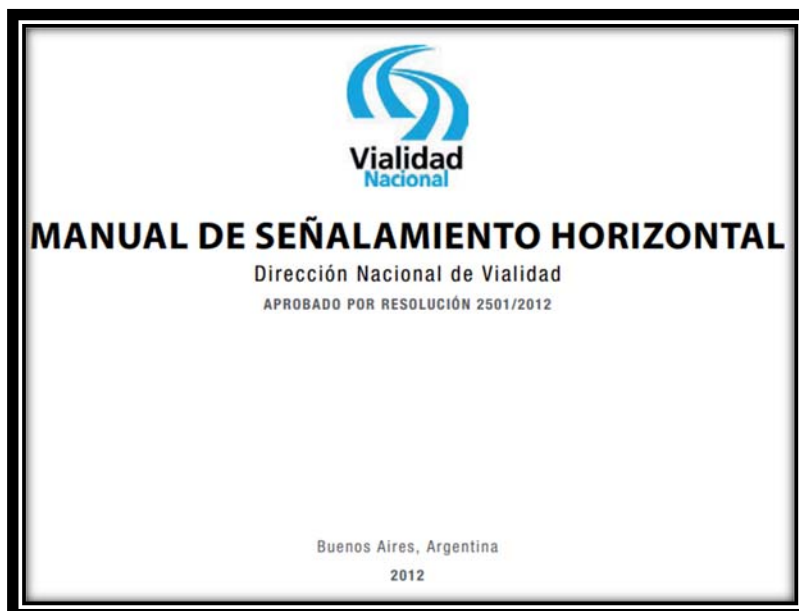 Vialidad
Nacional
MANUAL DE SEÑALAMIENTO HORIZONTAL
Dirección Nacional de Vialidad
APROBADO POR RESOLUCIÓN 2501/2012
Buenos Aires, Argentina
2012